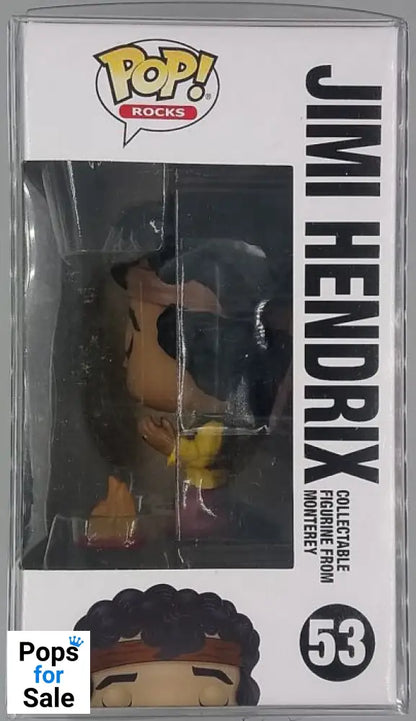 POP!
ROCKS
JIMI HENDRIX
COLLECTABLE
FIGURINE FROM
MONTEREY
53
Pops
for
Sale